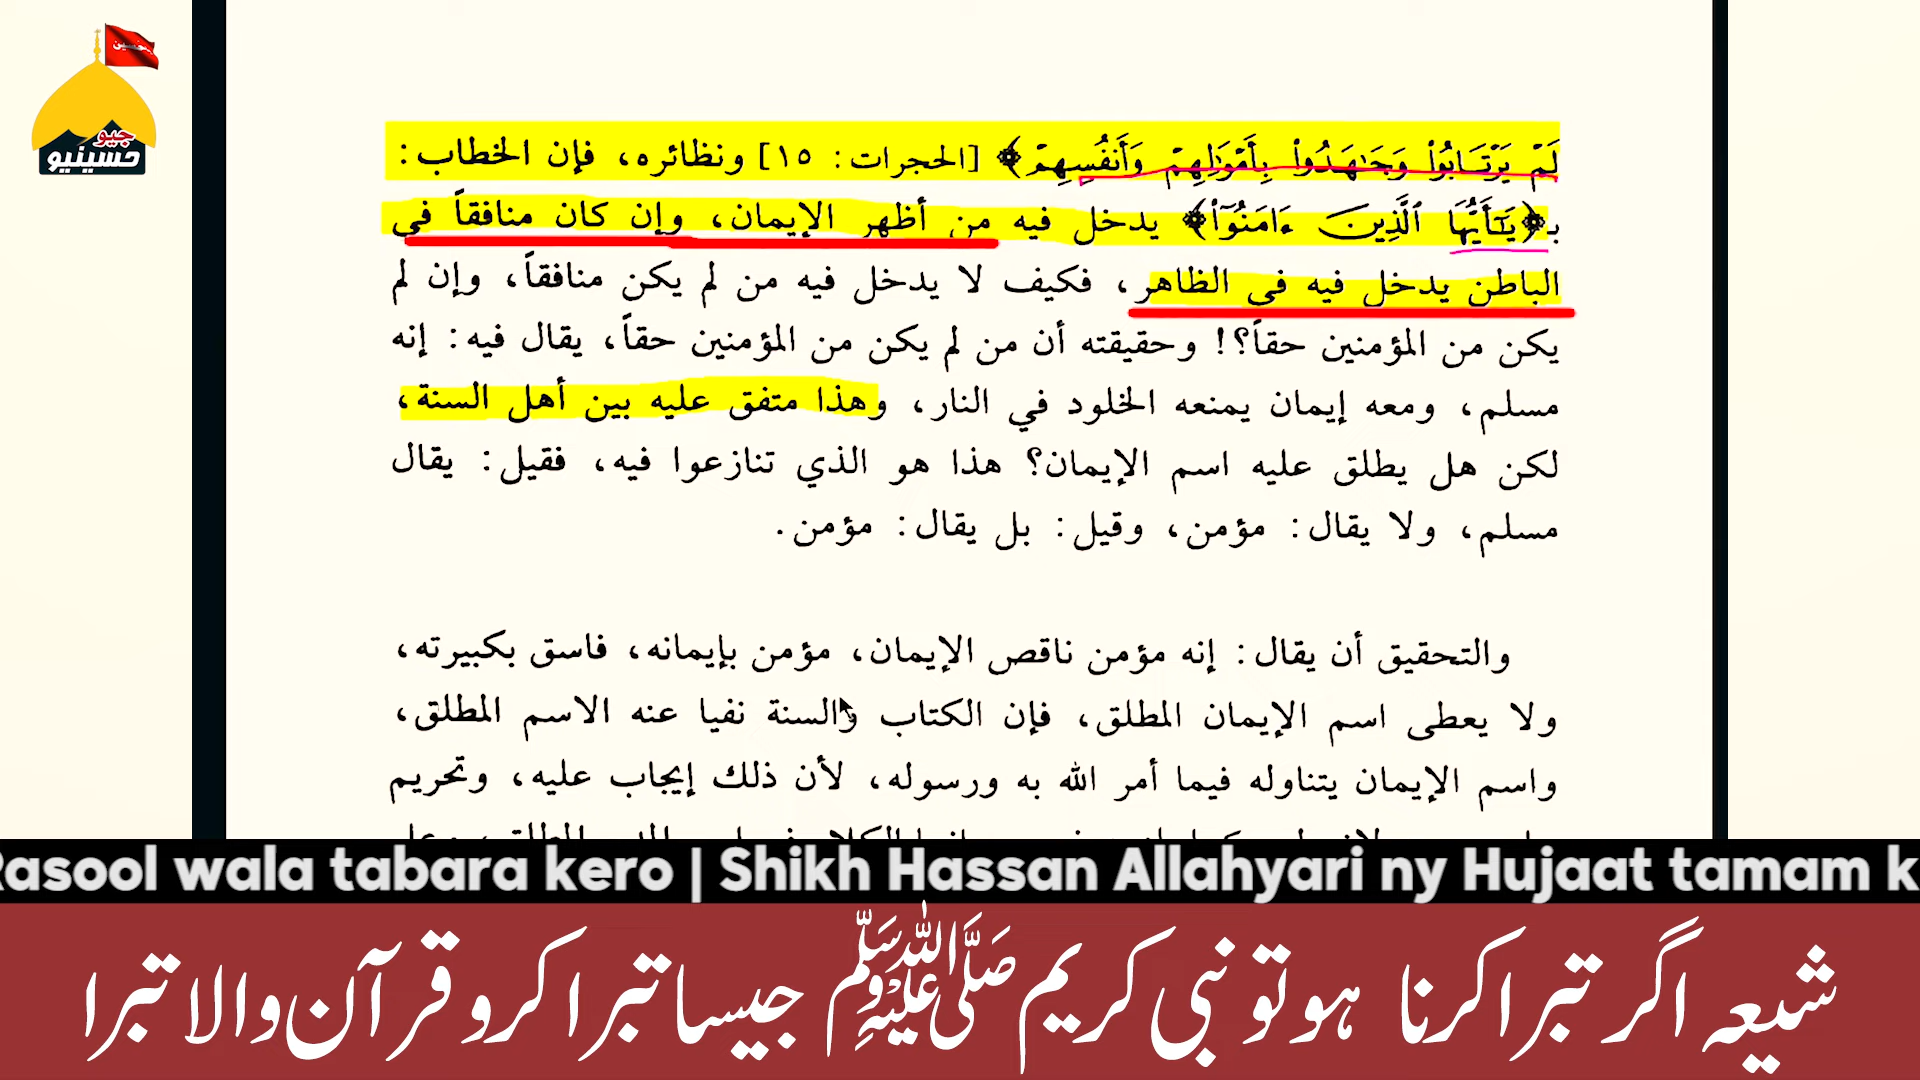 حسین
جیو
حسینیو
لَمْ يَرْتَابُوا۟ وَجَـٰهَدُوا۟ بِأَمْوَٰلِهِمْ وَأَنفُسِهِمْ﴾ [الحجرات: ١٥] ونظائره، فإن الخطاب:
بـ﴿يَـٰٓأَيُّهَا ٱلَّذِينَ ءَامَنُوٓا۟﴾ يدخل فيه من أظهر الإيمان، وإن كان منافقاً في
الباطن يدخل فيه في الظاهر، فكيف لا يدخل فيه من لم يكن منافقاً، وإن لم
يكن من المؤمنين حقاً؟! وحقيقته أن من لم يكن من المؤمنين حقاً، يقال فيه: إنه
مسلم، ومعه إيمان يمنعه الخلود في النار، وهذا متفق عليه بين أهل السنة،
لكن هل يطلق عليه اسم الإيمان؟ هذا هو الذي تنازعوا فيه، فقيل: يقال
مسلم، ولا يقال: مؤمن، وقيل: بل يقال: مؤمن.
والتحقيق أن يقال: إنه مؤمن ناقص الإيمان، مؤمن بإيمانه، فاسق بكبيرته،
ولا يعطى اسم الإيمان المطلق، فإن الكتاب والسنة نفيا عنه الاسم المطلق،
واسم الإيمان يتناوله فيما أمر الله به ورسوله، لأن ذلك إيجاب عليه، وتحريم
Rasool wala tabara kero | Shikh Hassan Allahyari ny Hujaat tamam k
شیعہ اگر تبرا کرنا ہو تو نبی کریم ﷺ جیسا تبرا کرو قرآن والا تبرا